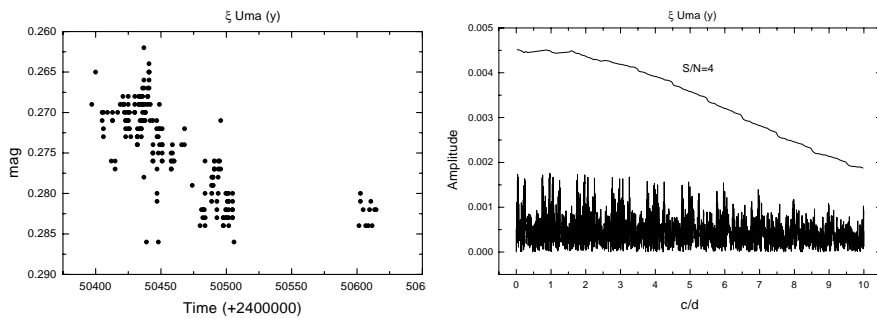 ξ Uma (y)
0.260
0.265
0.270
0.275
0.280
0.285
0.290
mag
50400 50450 50500 50550 50600 506
Time (+2400000)
ξ Uma (y)
0.005
0.004
0.003
0.002
0.001
0.000
Amplitude
S/N=4
0 1 2 3 4 5 6 7 8 9 10
c/d